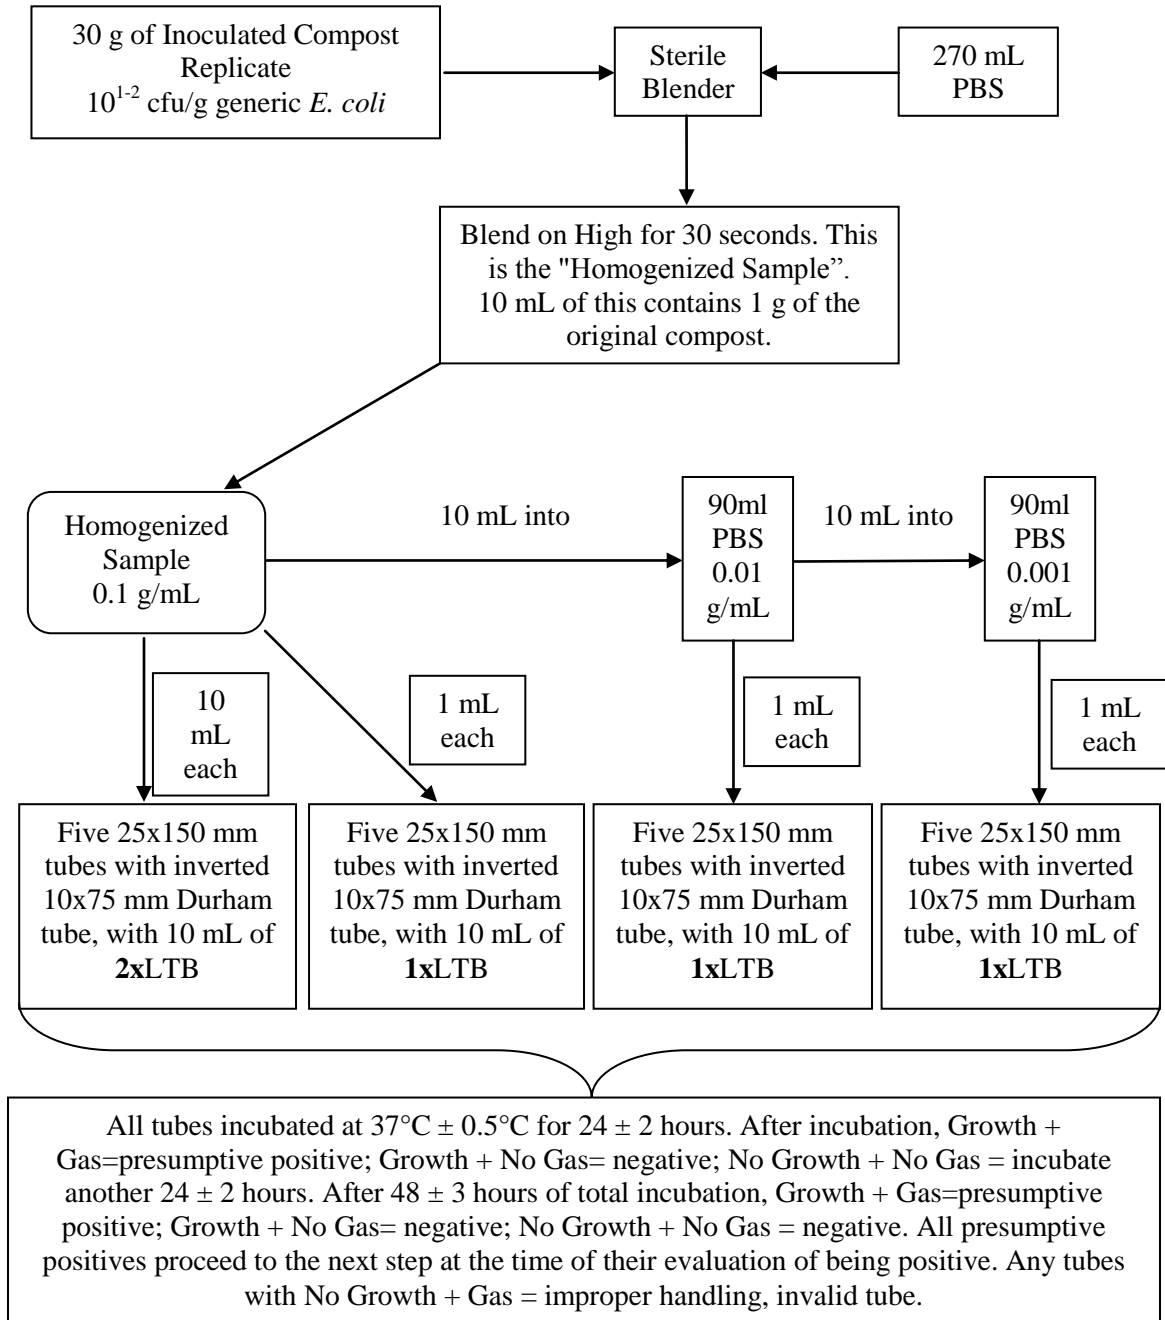 30 g of Inoculated Compost
Replicate
10^1-2 cfu/g generic E. coli
Sterile
Blender
270 mL
PBS
Blend on High for 30 seconds. This
is the "Homogenized Sample”.
10 mL of this contains 1 g of the
original compost.
Homogenized
Sample
0.1 g/mL
10 mL into
90ml
PBS
0.01
g/mL
10 mL into
90ml
PBS
0.001
g/mL
10
mL
each
1 mL
each
1 mL
each
1 mL
each
Five 25x150 mm
tubes with inverted
10x75 mm Durham
tube, with 10 mL of
2xLTB
Five 25x150 mm
tubes with inverted
10x75 mm Durham
tube, with 10 mL of
1xLTB
Five 25x150 mm
tubes with inverted
10x75 mm Durham
tube, with 10 mL of
1xLTB
Five 25x150 mm
tubes with inverted
10x75 mm Durham
tube, with 10 mL of
1xLTB
All tubes incubated at 37°C ± 0.5°C for 24 ± 2 hours. After incubation, Growth +
Gas=presumptive positive; Growth + No Gas= negative; No Growth + No Gas = incubate
another 24 ± 2 hours. After 48 ± 3 hours of total incubation, Growth + Gas=presumptive
positive; Growth + No Gas= negative; No Growth + No Gas = negative. All presumptive
positives proceed to the next step at the time of their evaluation of being positive. Any tubes
with No Growth + Gas = improper handling, invalid tube.